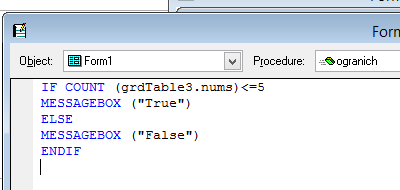 Form
Object: Form1 Procedure: ogranich
IF COUNT (grdTable3.nums)<=5
MESSAGEBOX ("True")
ELSE
MESSAGEBOX ("False")
ENDIF